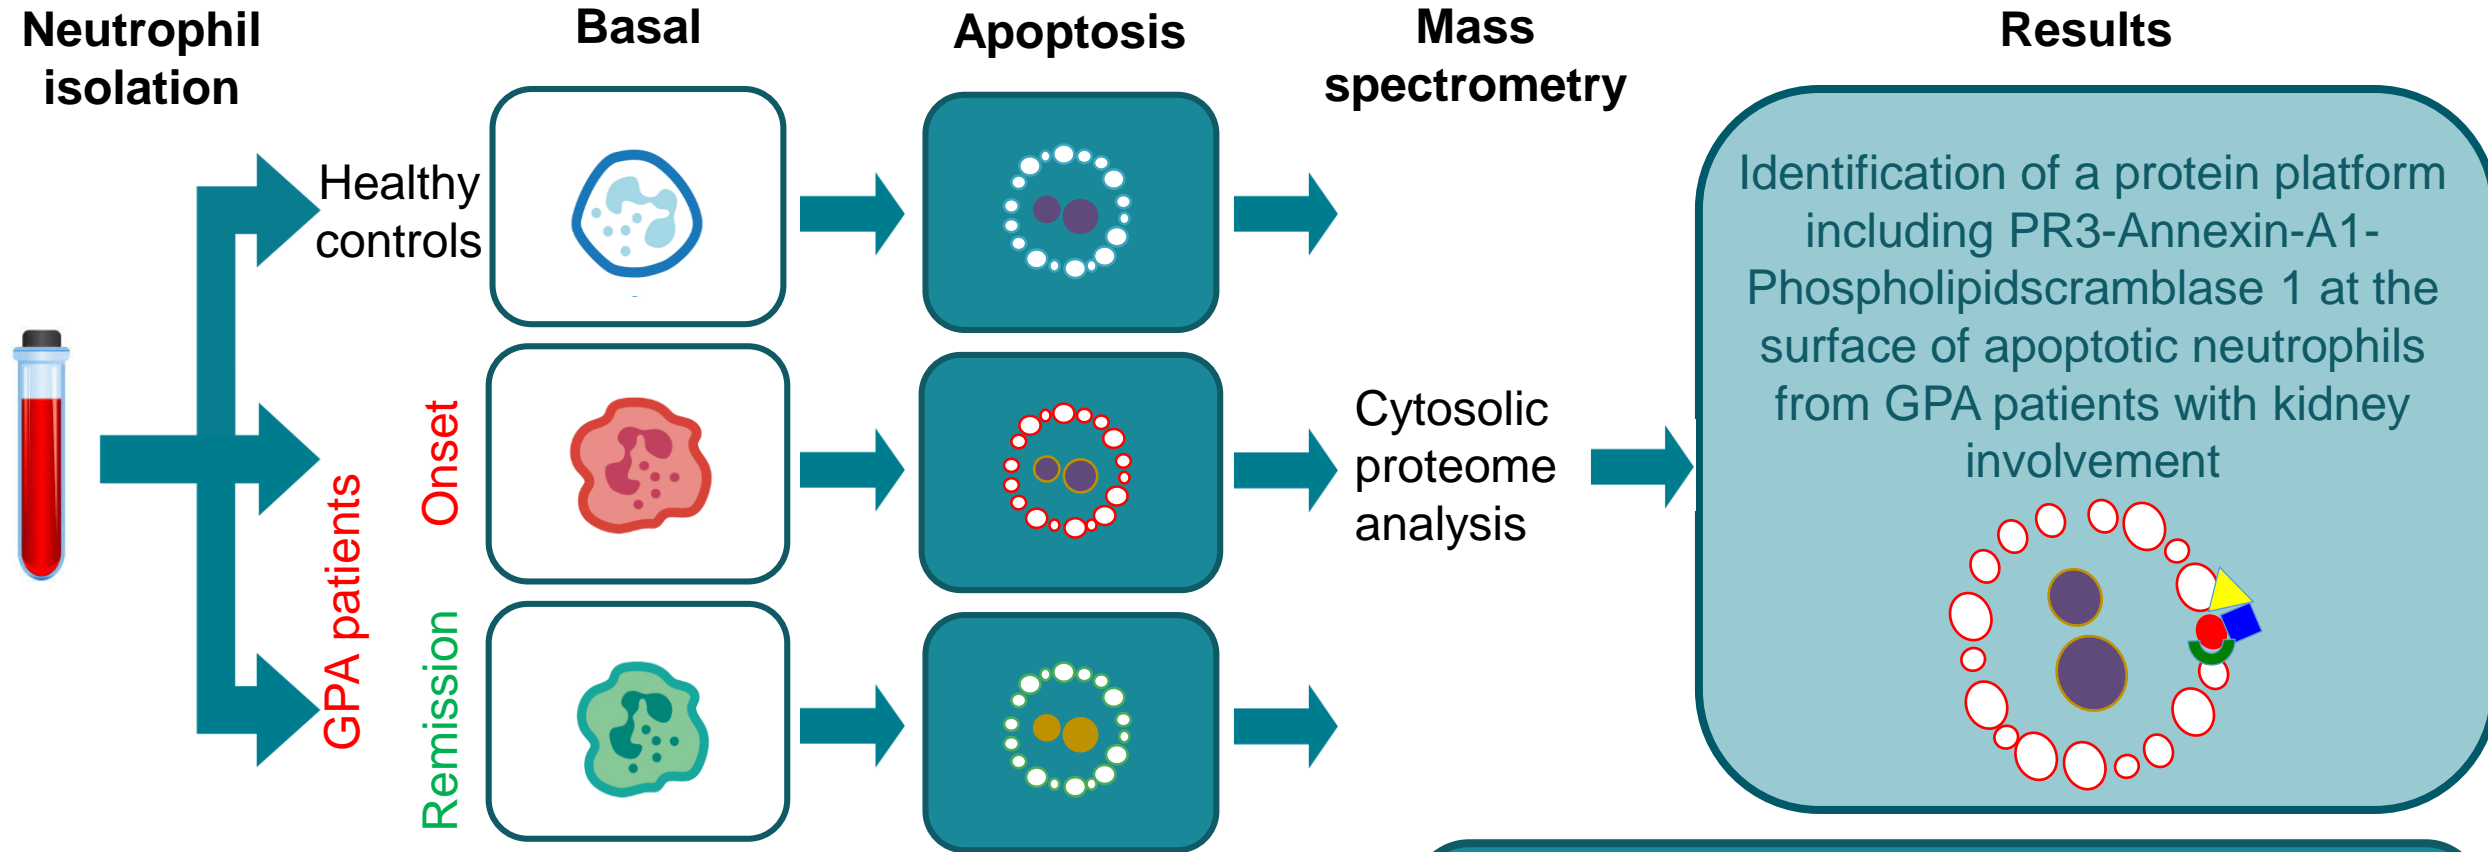 Neutrophil
isolation
Basal
Apoptosis
Mass
spectrometry
Results
Healthy
controls
GPA patients
Onset
Remission
Cytosolic
proteome
analysis
Identification of a protein platform
including PR3-Annexin-A1-
Phospholipidscramblase 1 at the
surface of apoptotic neutrophils
from GPA patients with kidney
involvement